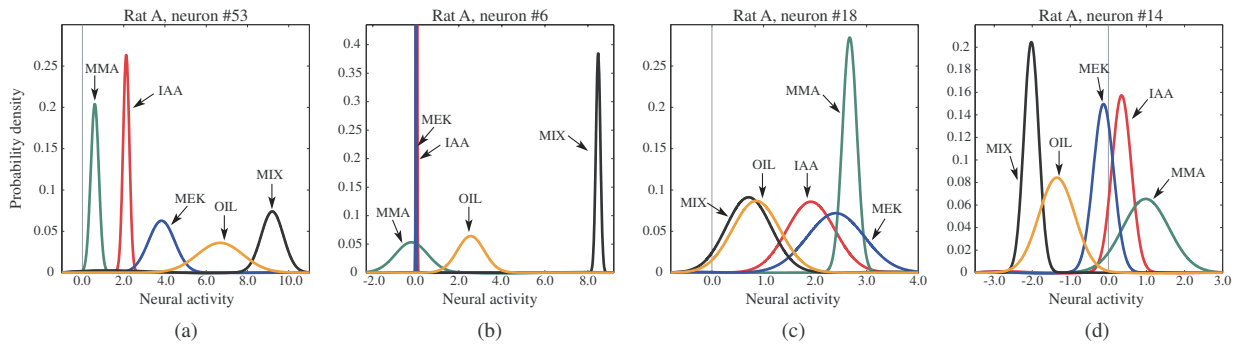 Rat A, neuron #53
Probability density
0.25
0.2
0.15
0.1
0.05
0
MMA
IAA
MEK
OIL
MIX
0.0 2.0 4.0 6.0 8.0 10.0
Neural activity
(a)
Rat A, neuron #6
0.4
0.35
0.3
0.25
0.2
0.15
0.1
0.05
0
MEK
IAA
MIX
MMA
OIL
-2.0 0.0 2.0 4.0 6.0 8.0
Neural activity
(b)
Rat A, neuron #18
0.25
0.2
0.15
0.1
0.05
0
MMA
OIL
IAA
MIX
MEK
0.0 1.0 2.0 3.0 4.0
Neural activity
(c)
Rat A, neuron #14
0.2
0.18
0.16
0.14
0.12
0.1
0.08
0.06
0.04
0.02
0
MEK
IAA
MIX
OIL
MMA
-3.0 -2.0 -1.0 0.0 1.0 2.0 3.0
Neural activity
(d)